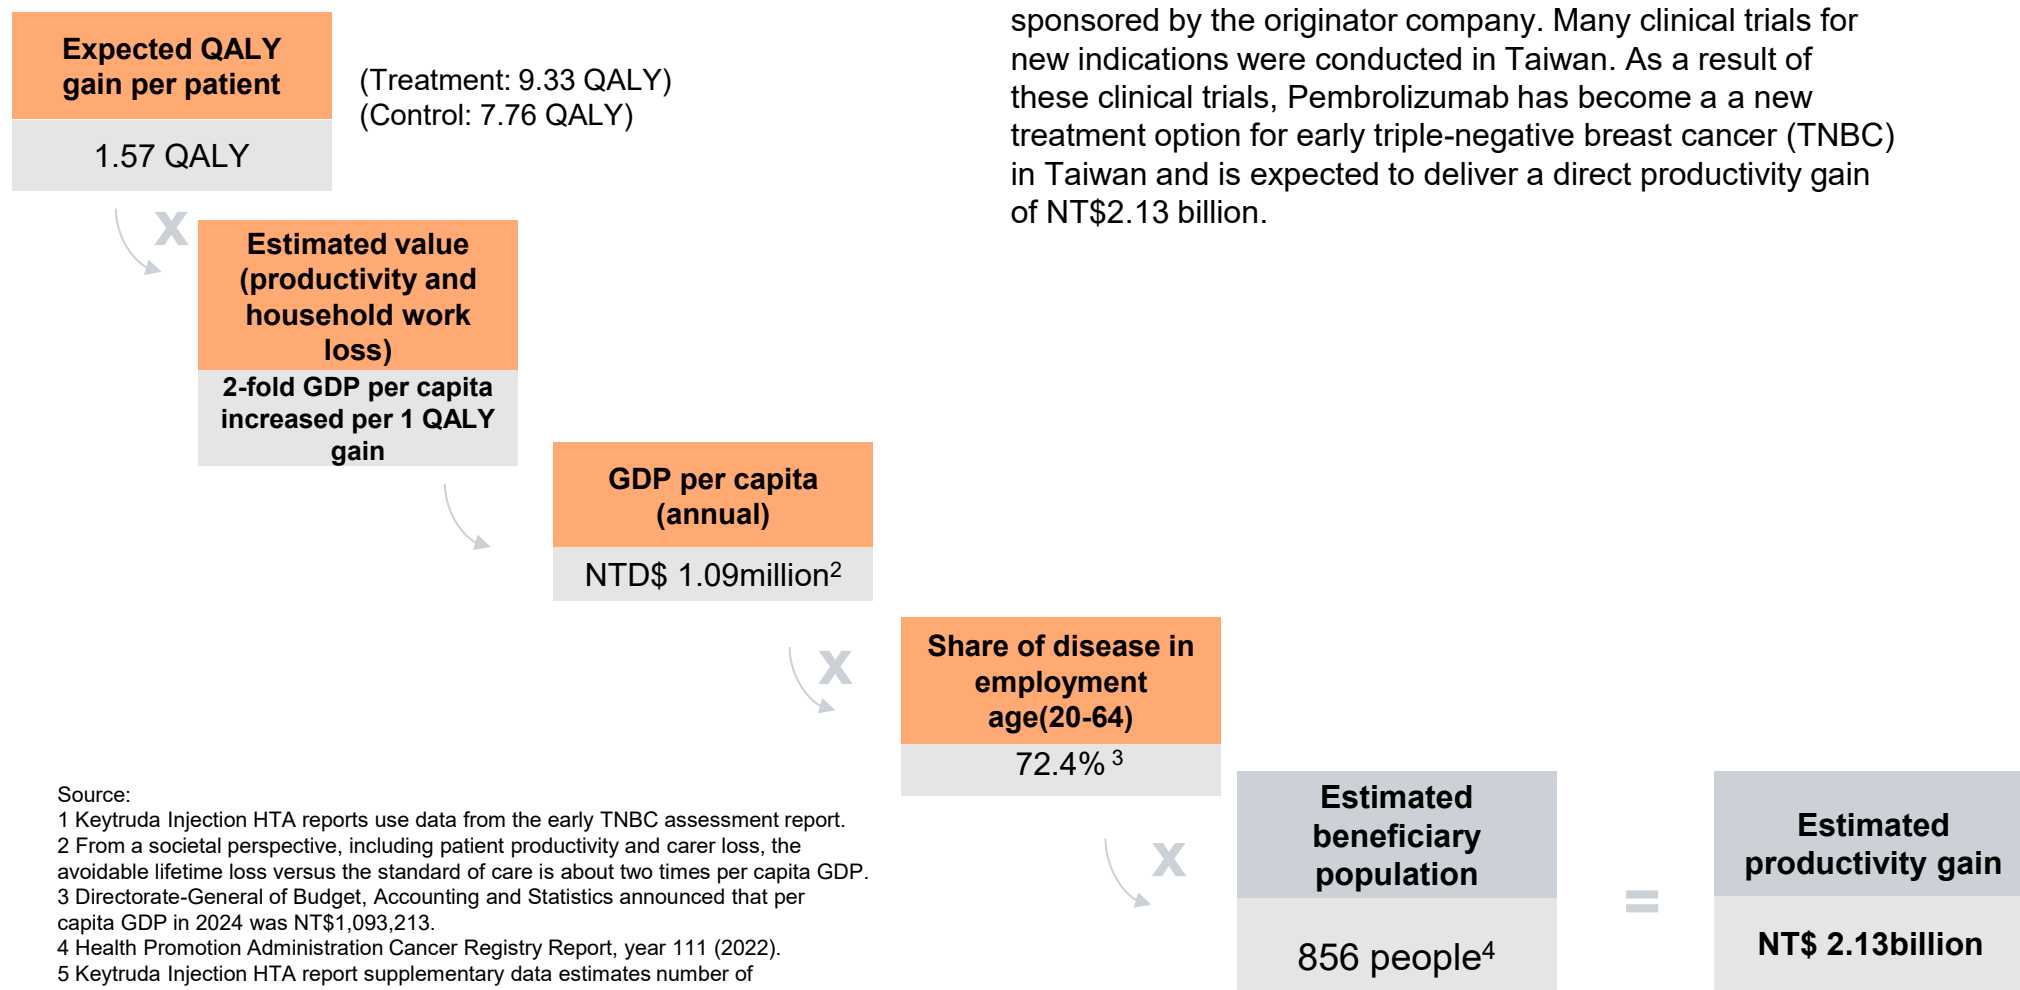 Expected QALY
gain per patient
1.57 QALY
(Treatment: 9.33 QALY)
(Control: 7.76 QALY)
sponsored by the originator company. Many clinical trials for
new indications were conducted in Taiwan. As a result of
these clinical trials, Pembrolizumab has become a a new
treatment option for early triple-negative breast cancer (TNBC)
in Taiwan and is expected to deliver a direct productivity gain
of NT$2.13 billion.
X
Estimated value
(productivity and
household work
loss)
2-fold GDP per capita
increased per 1 QALY
gain
GDP per capita
(annual)
NTD$ 1.09million²
X
Share of disease in
employment
age(20-64)
72.4% ³
X
Estimated
beneficiary
population
856 people⁴
=
Estimated
productivity gain
NT$ 2.13billion
Source:
1 Keytruda Injection HTA reports use data from the early TNBC assessment report.
2 From a societal perspective, including patient productivity and carer loss, the
avoidable lifetime loss versus the standard of care is about two times per capita GDP.
3 Directorate-General of Budget, Accounting and Statistics announced that per
capita GDP in 2024 was NT$1,093,213.
4 Health Promotion Administration Cancer Registry Report, year 111 (2022).
5 Keytruda Injection HTA report supplementary data estimates number of